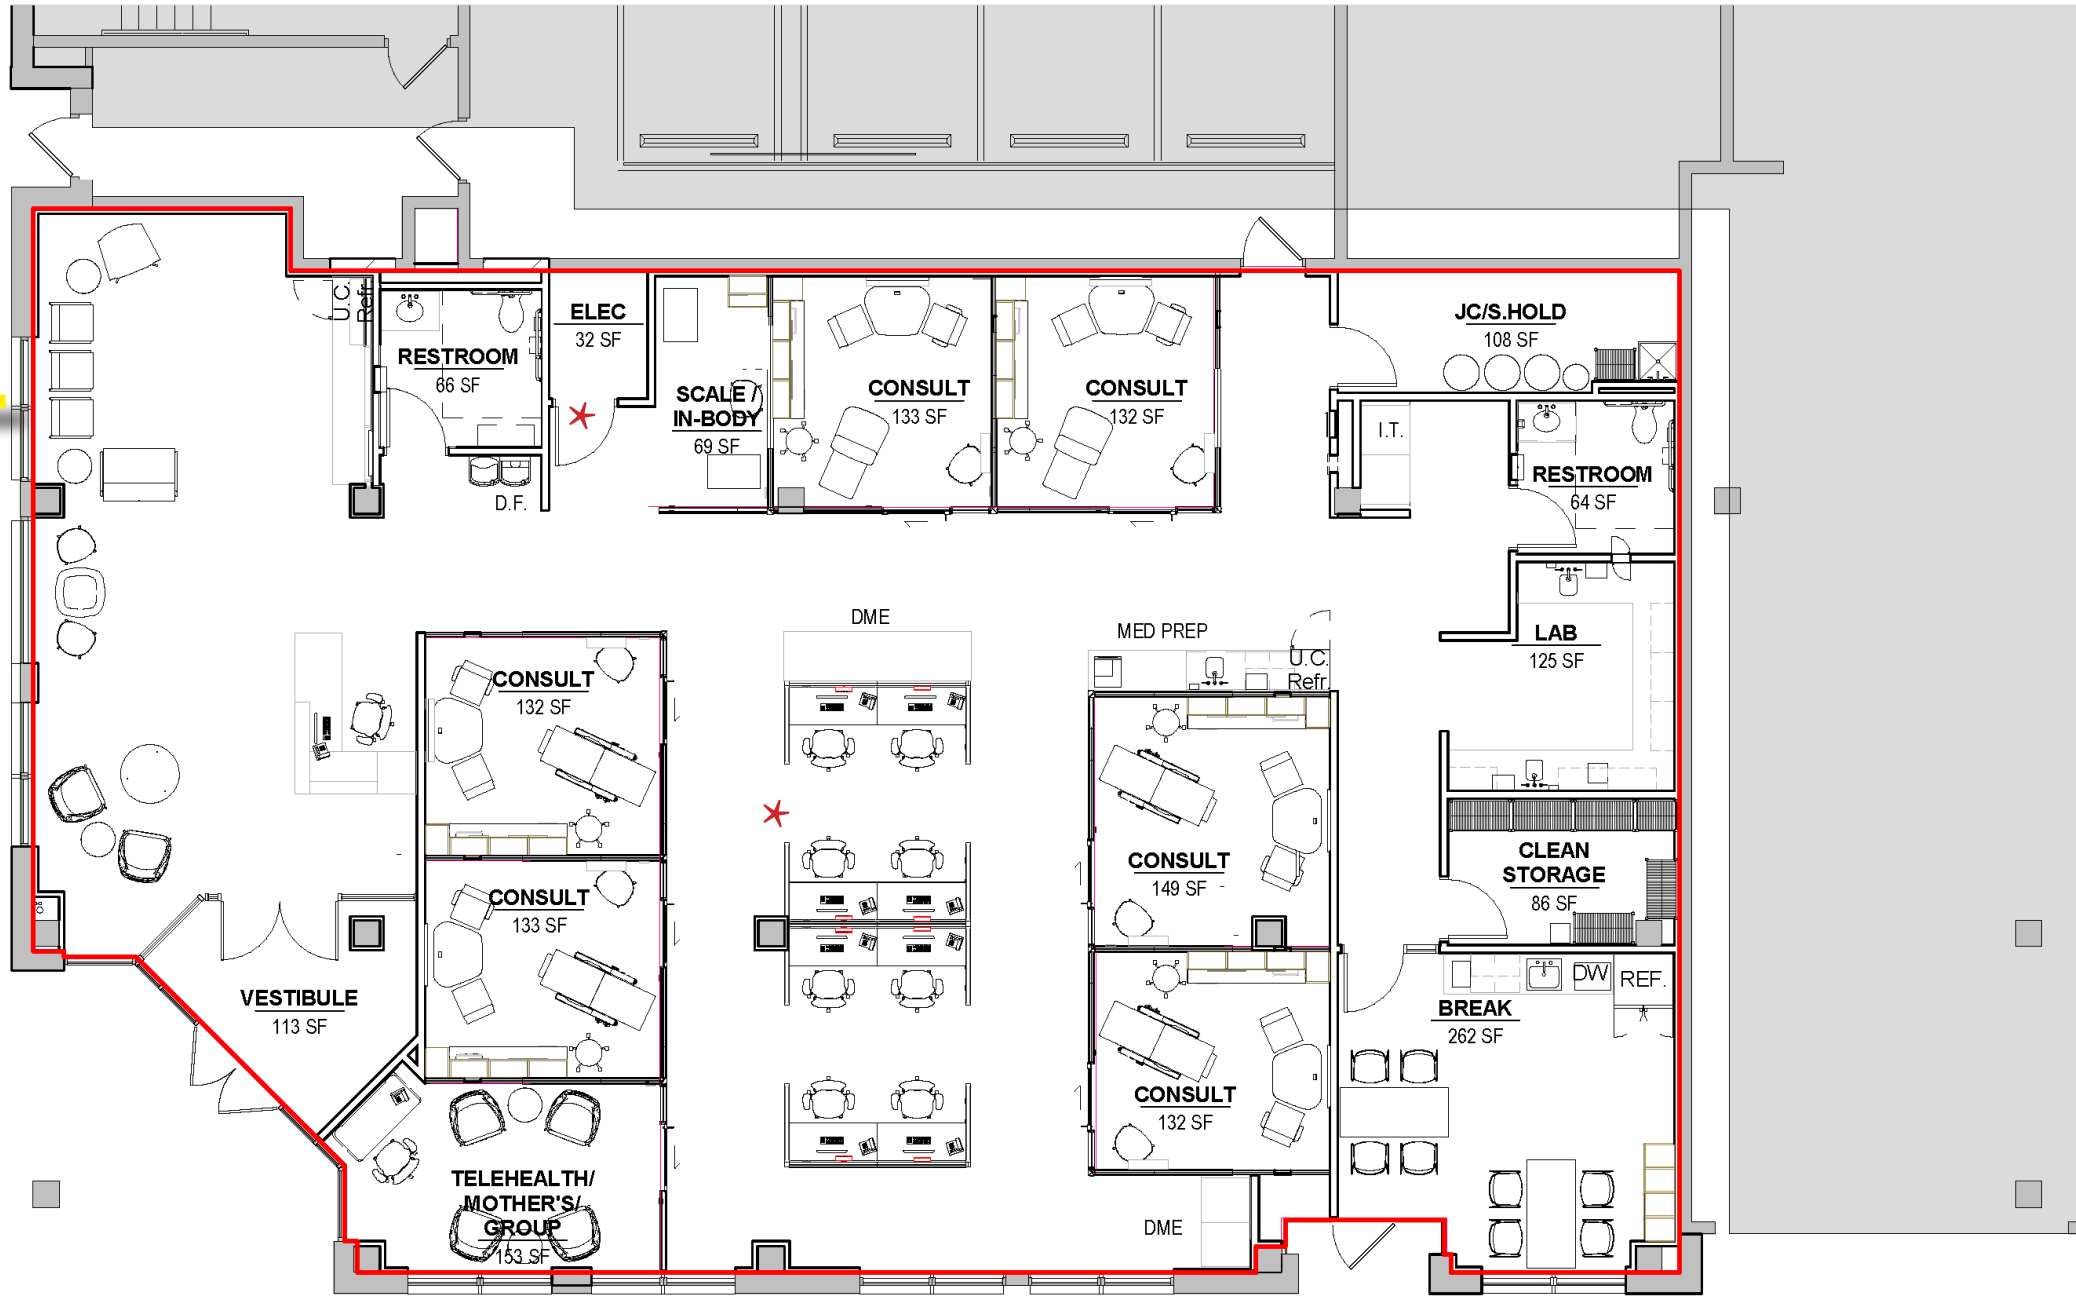 U.C.
Refr.
RESTROOM
66 SF
ELEC
32 SF
SCALE /
IN-BODY
69 SF
CONSULT
133 SF
CONSULT
132 SF
JC/S.HOLD
108 SF
I.T.
RESTROOM
64 SF
D.F.
DME
MED PREP
U.C.
Refr.
LAB
125 SF
CONSULT
132 SF
CONSULT
149 SF
CLEAN
STORAGE
86 SF
CONSULT
133 SF
VESTIBULE
113 SF
DW
REF.
BREAK
262 SF
CONSULT
132 SF
TELEHEALTH/
MOTHER'S/
GROUP
153 SF
DME